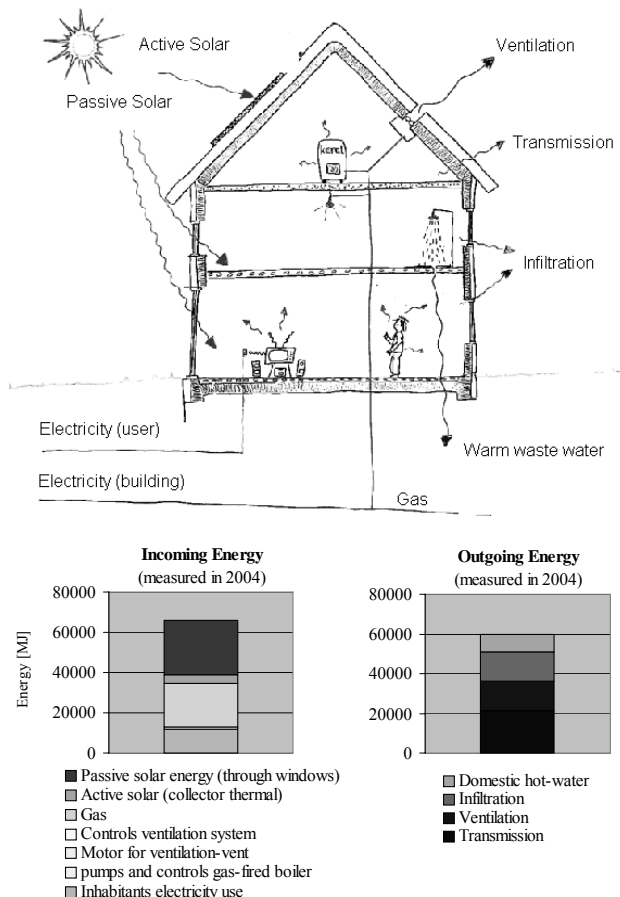 Active Solar
Ventilation
Passive Solar
Transmission
karel
Infiltration
Electricity (user)
Warm waste water
Electricity (building)
Gas
Incoming Energy
(measured in 2004)
80000
60000
40000
20000
0
Energy [MJ]
Passive solar energy (through windows)
Active solar (collector thermal)
Gas
Controls ventilation system
Motor for ventilation-vent
pumps and controls gas-fired boiler
Inhabitants electricity use
Outgoing Energy
(measured in 2004)
80000
60000
40000
20000
0
Domestic hot-water
Infiltration
Ventilation
Transmission